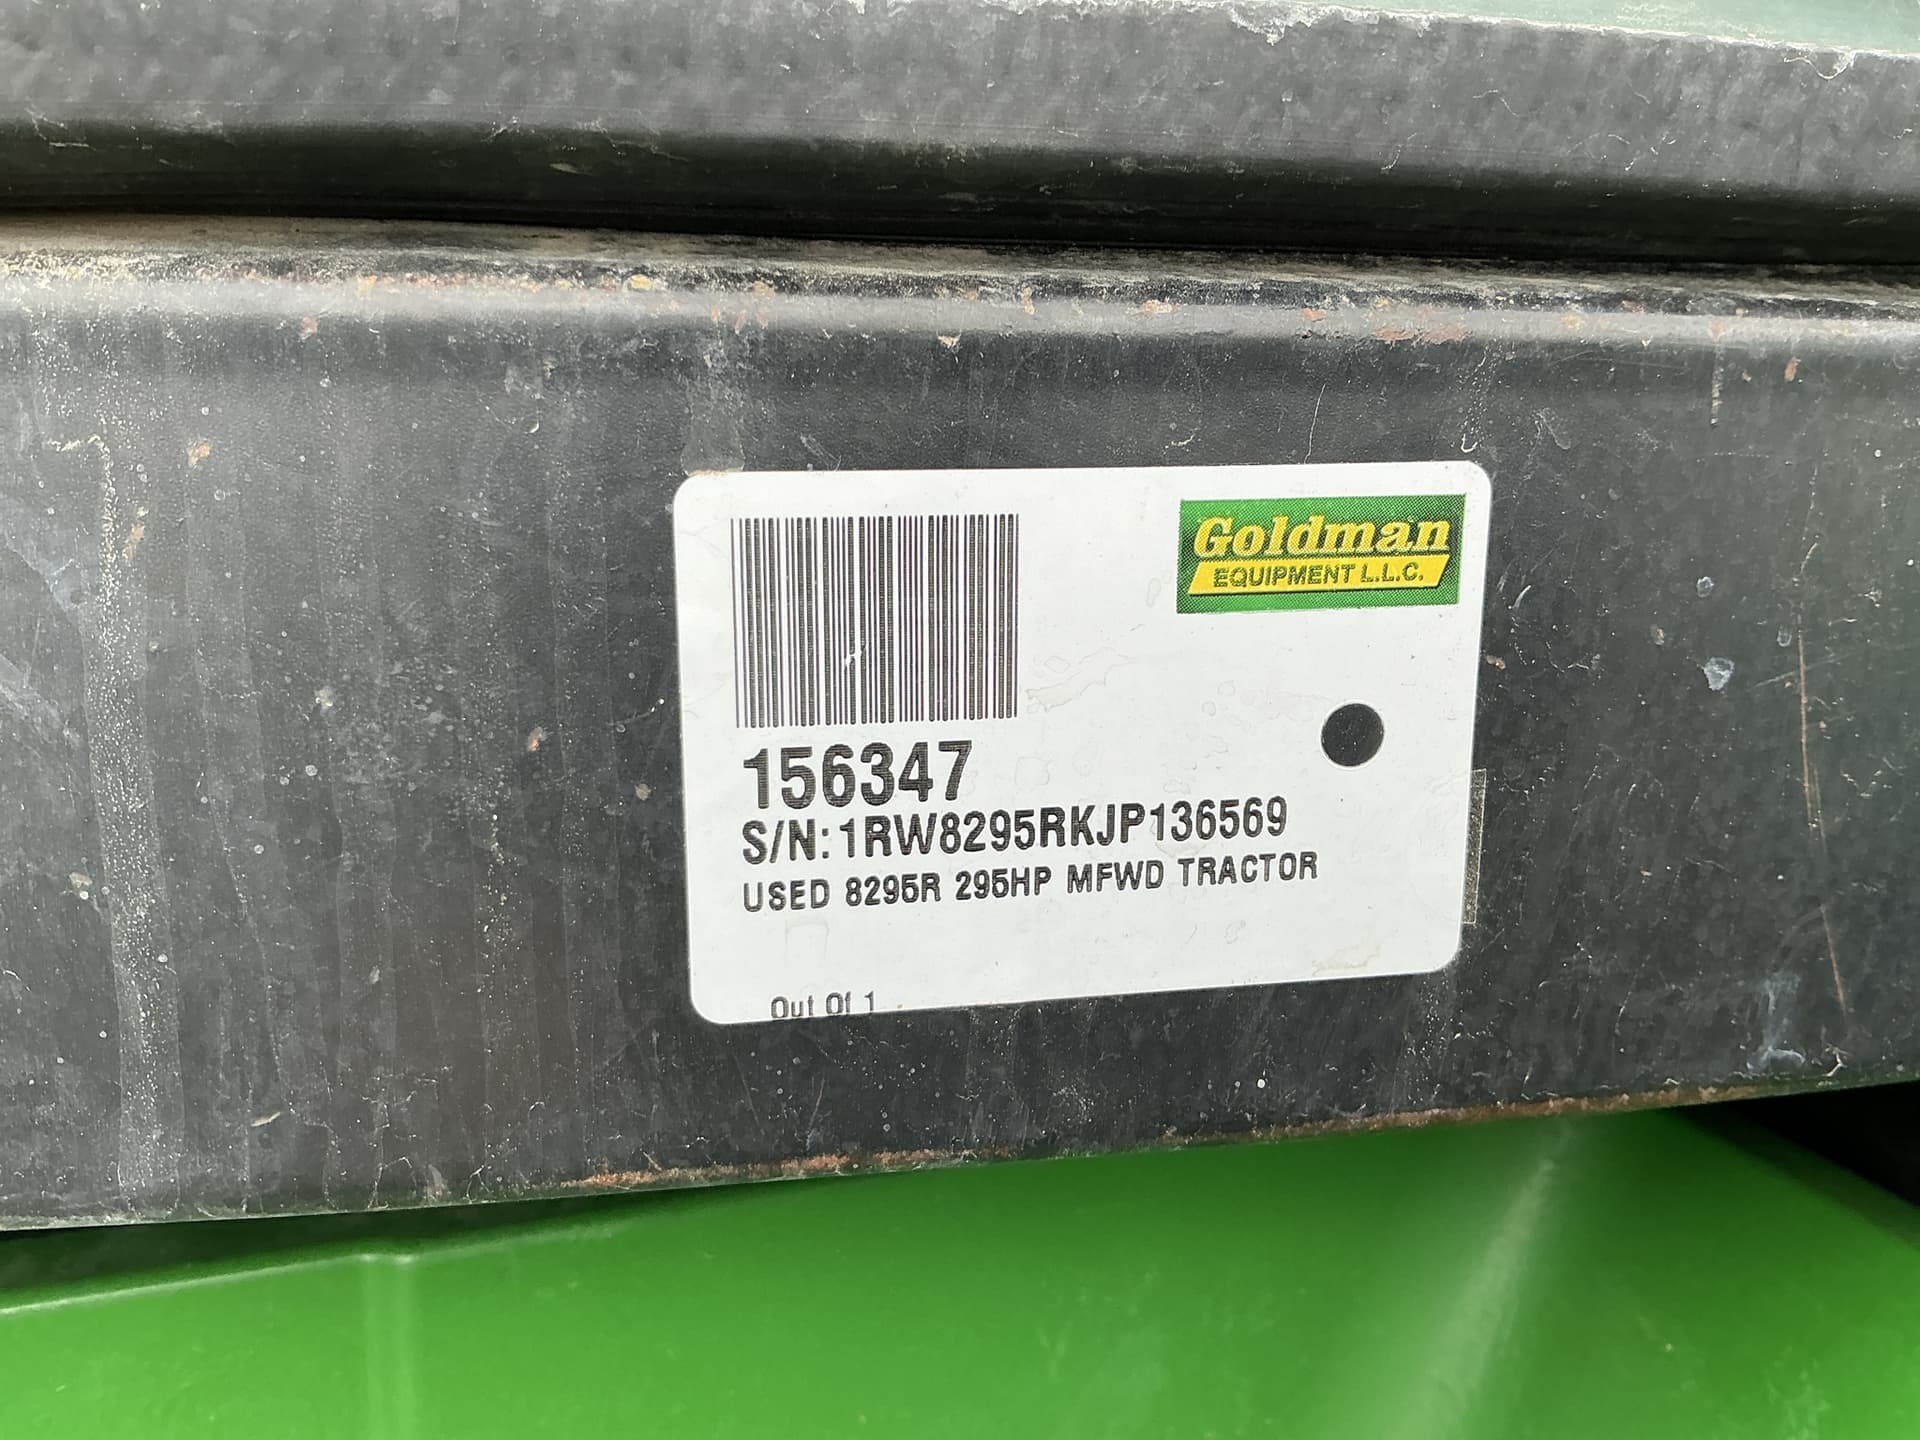 Goldman
EQUIPMENT L.L.C.
156347
S/N: 1RW8295RKJP136569
USED 8295R 295HP MFWD TRACTOR
Out Of 1